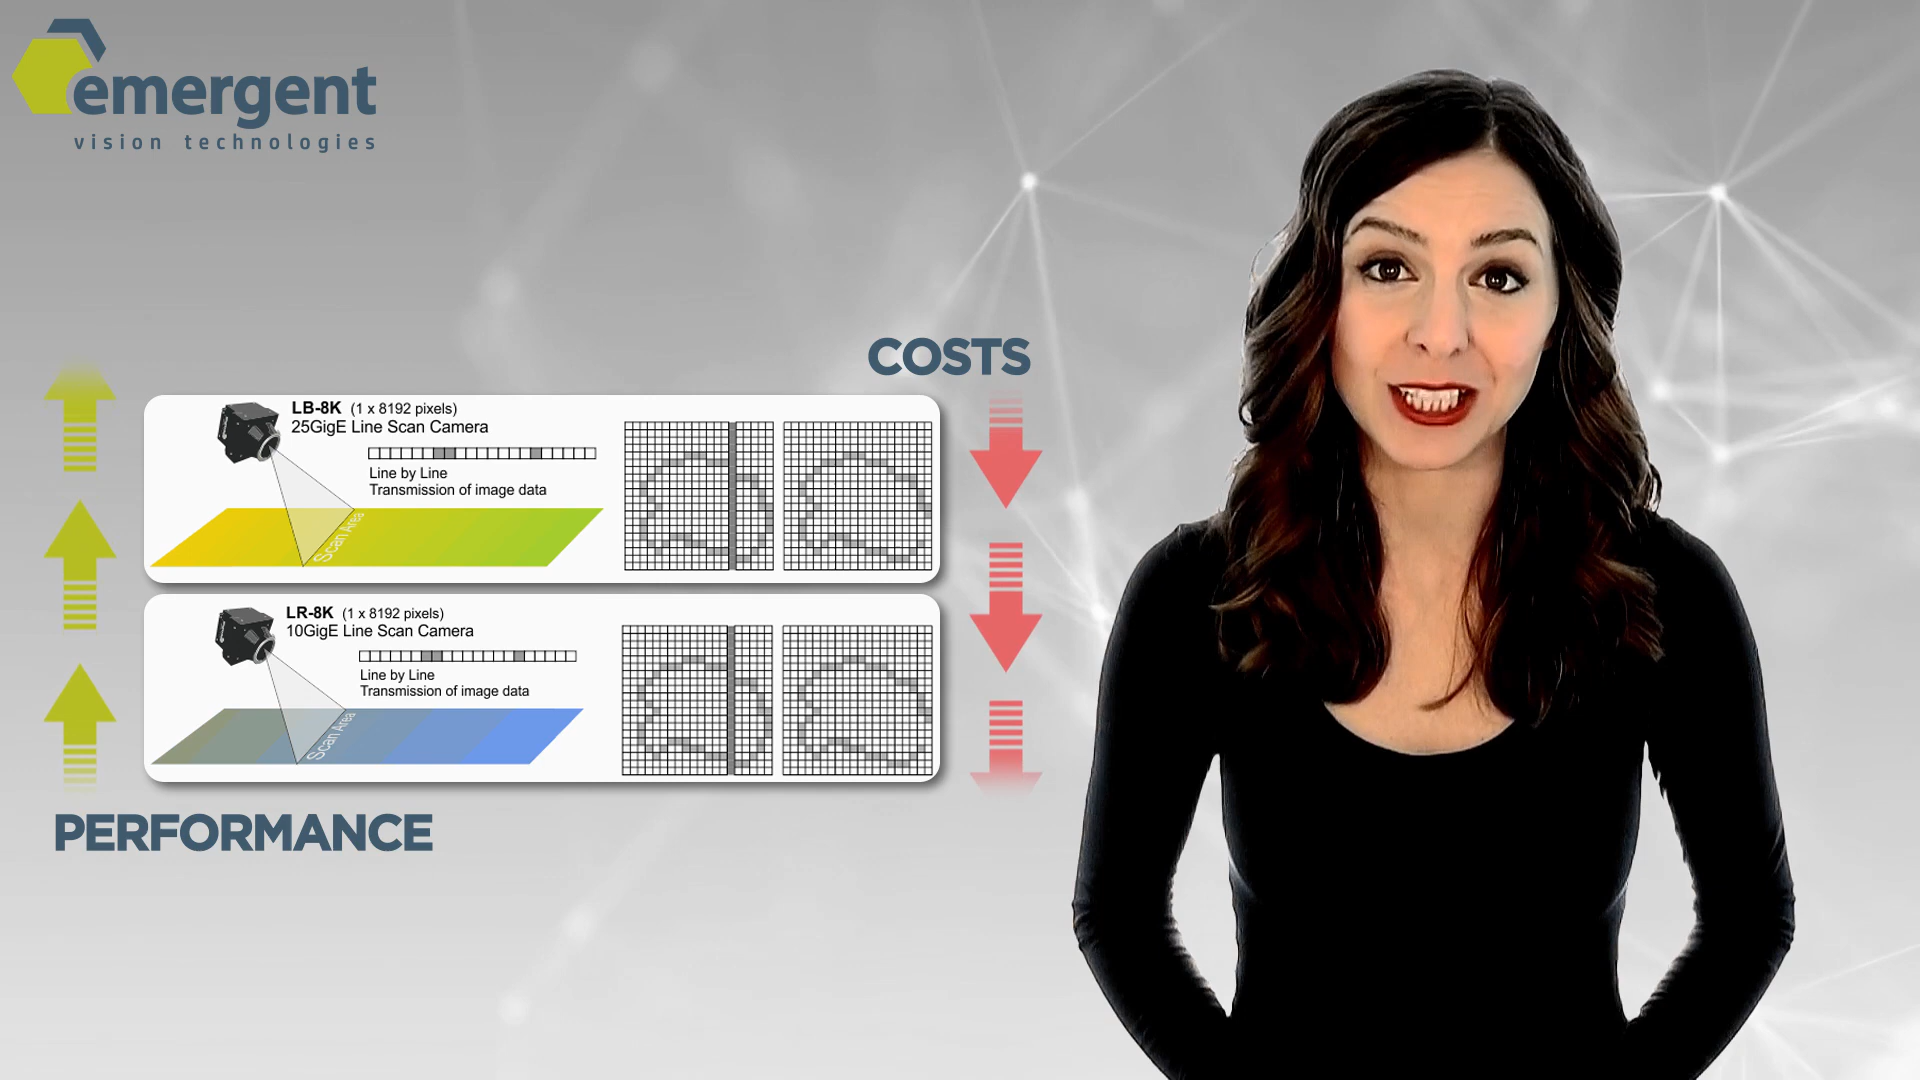 emergent
vision technologies
COSTS
LB-8K (1 x 8192 pixels)
25GigE Line Scan Camera
Line by Line
Transmission of image data
Scan Area
LR-8K (1 x 8192 pixels)
10GigE Line Scan Camera
Line by Line
Transmission of image data
Scan Area
PERFORMANCE